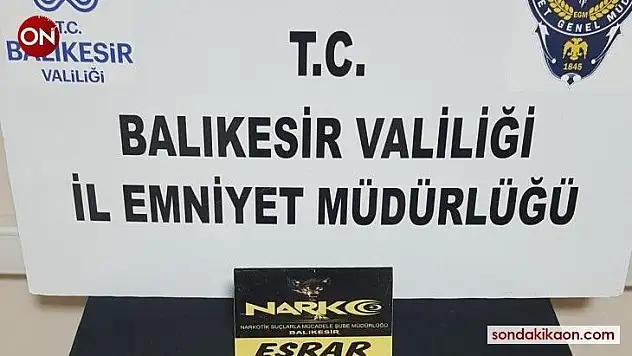 ON
T.C.
BALIKESİR
VALİLİĞİ
EGM
1845
T.C.
BALIKESİR VALİLİĞİ
İL EMNİYET MÜDÜRLÜĞÜ
NARKO
NARKOTİK SUÇLARLA MÜCADELE ŞUBE MÜDÜRLÜĞÜ
BALIKESİR
ESRAR
sondakikaon.com